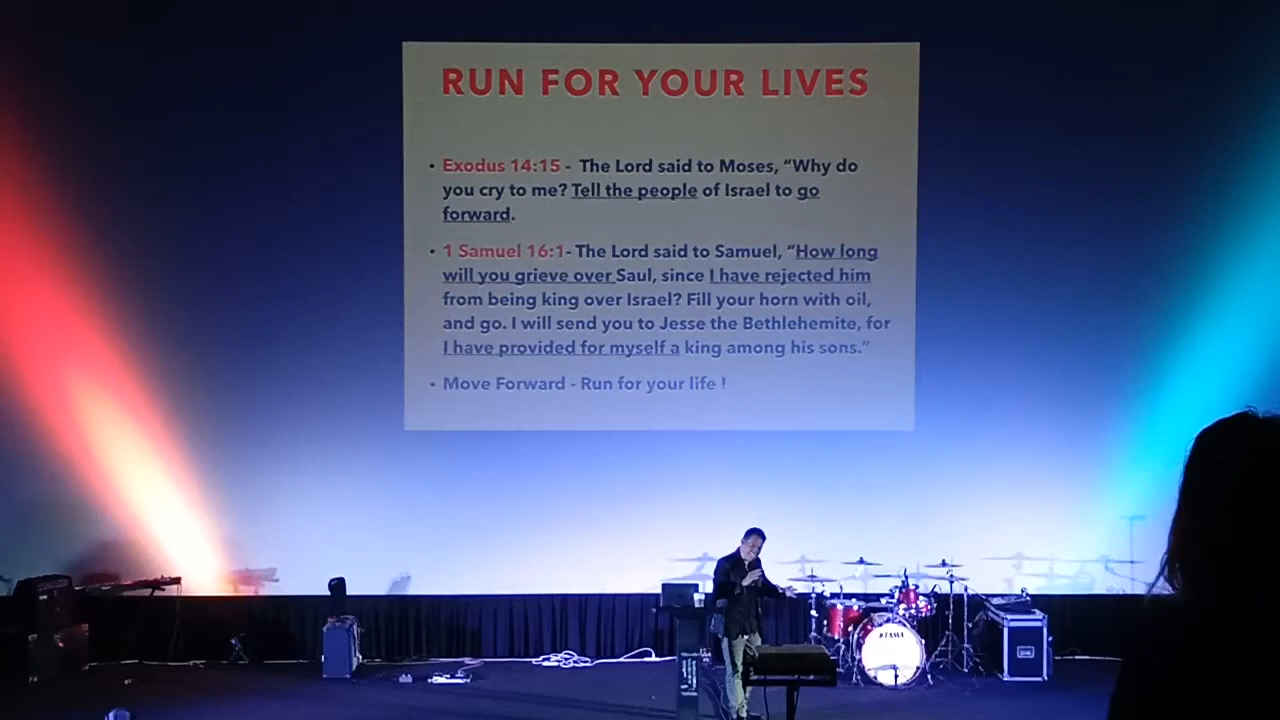 RUN FOR YOUR LIVES
• Exodus 14:15 - The Lord said to Moses, “Why do
you cry to me? Tell the people of Israel to go
forward.
• 1 Samuel 16:1- The Lord said to Samuel, “How long
will you grieve over Saul, since I have rejected him
from being king over Israel? Fill your horn with oil,
and go. I will send you to Jesse the Bethlehemite, for
I have provided for myself a king among his sons.”
• Move Forward - Run for your life !
TAMA